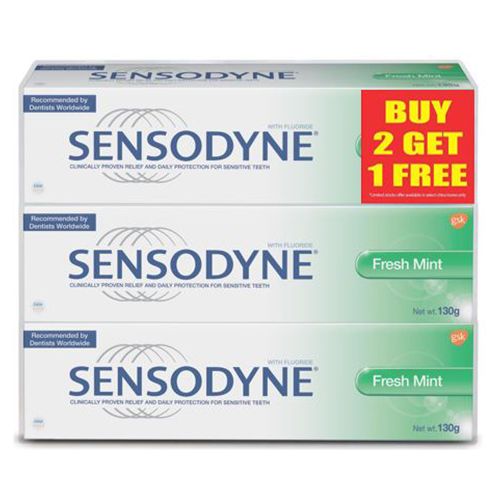 SENSODYNE
Fresh Mint
130g
Recommended by
Dentists Worldwide
WITH FLUORIDE
SENSODYNE®
CLINICALLY PROVEN RELIEF AND DAILY PROTECTION FOR SENSITIVE TEETH
BUY
2 GET
1 FREE
Recommended by
Dentists Worldwide
WITH FLUORIDE
SENSODYNE®
CLINICALLY PROVEN RELIEF AND DAILY PROTECTION FOR SENSITIVE TEETH
gsk
Fresh Mint
Net wt.130g
Recommended by
Dentists Worldwide
WITH FLUORIDE
SENSODYNE®
CLINICALLY PROVEN RELIEF AND DAILY PROTECTION FOR SENSITIVE TEETH
gsk
Fresh Mint
Net wt.130g